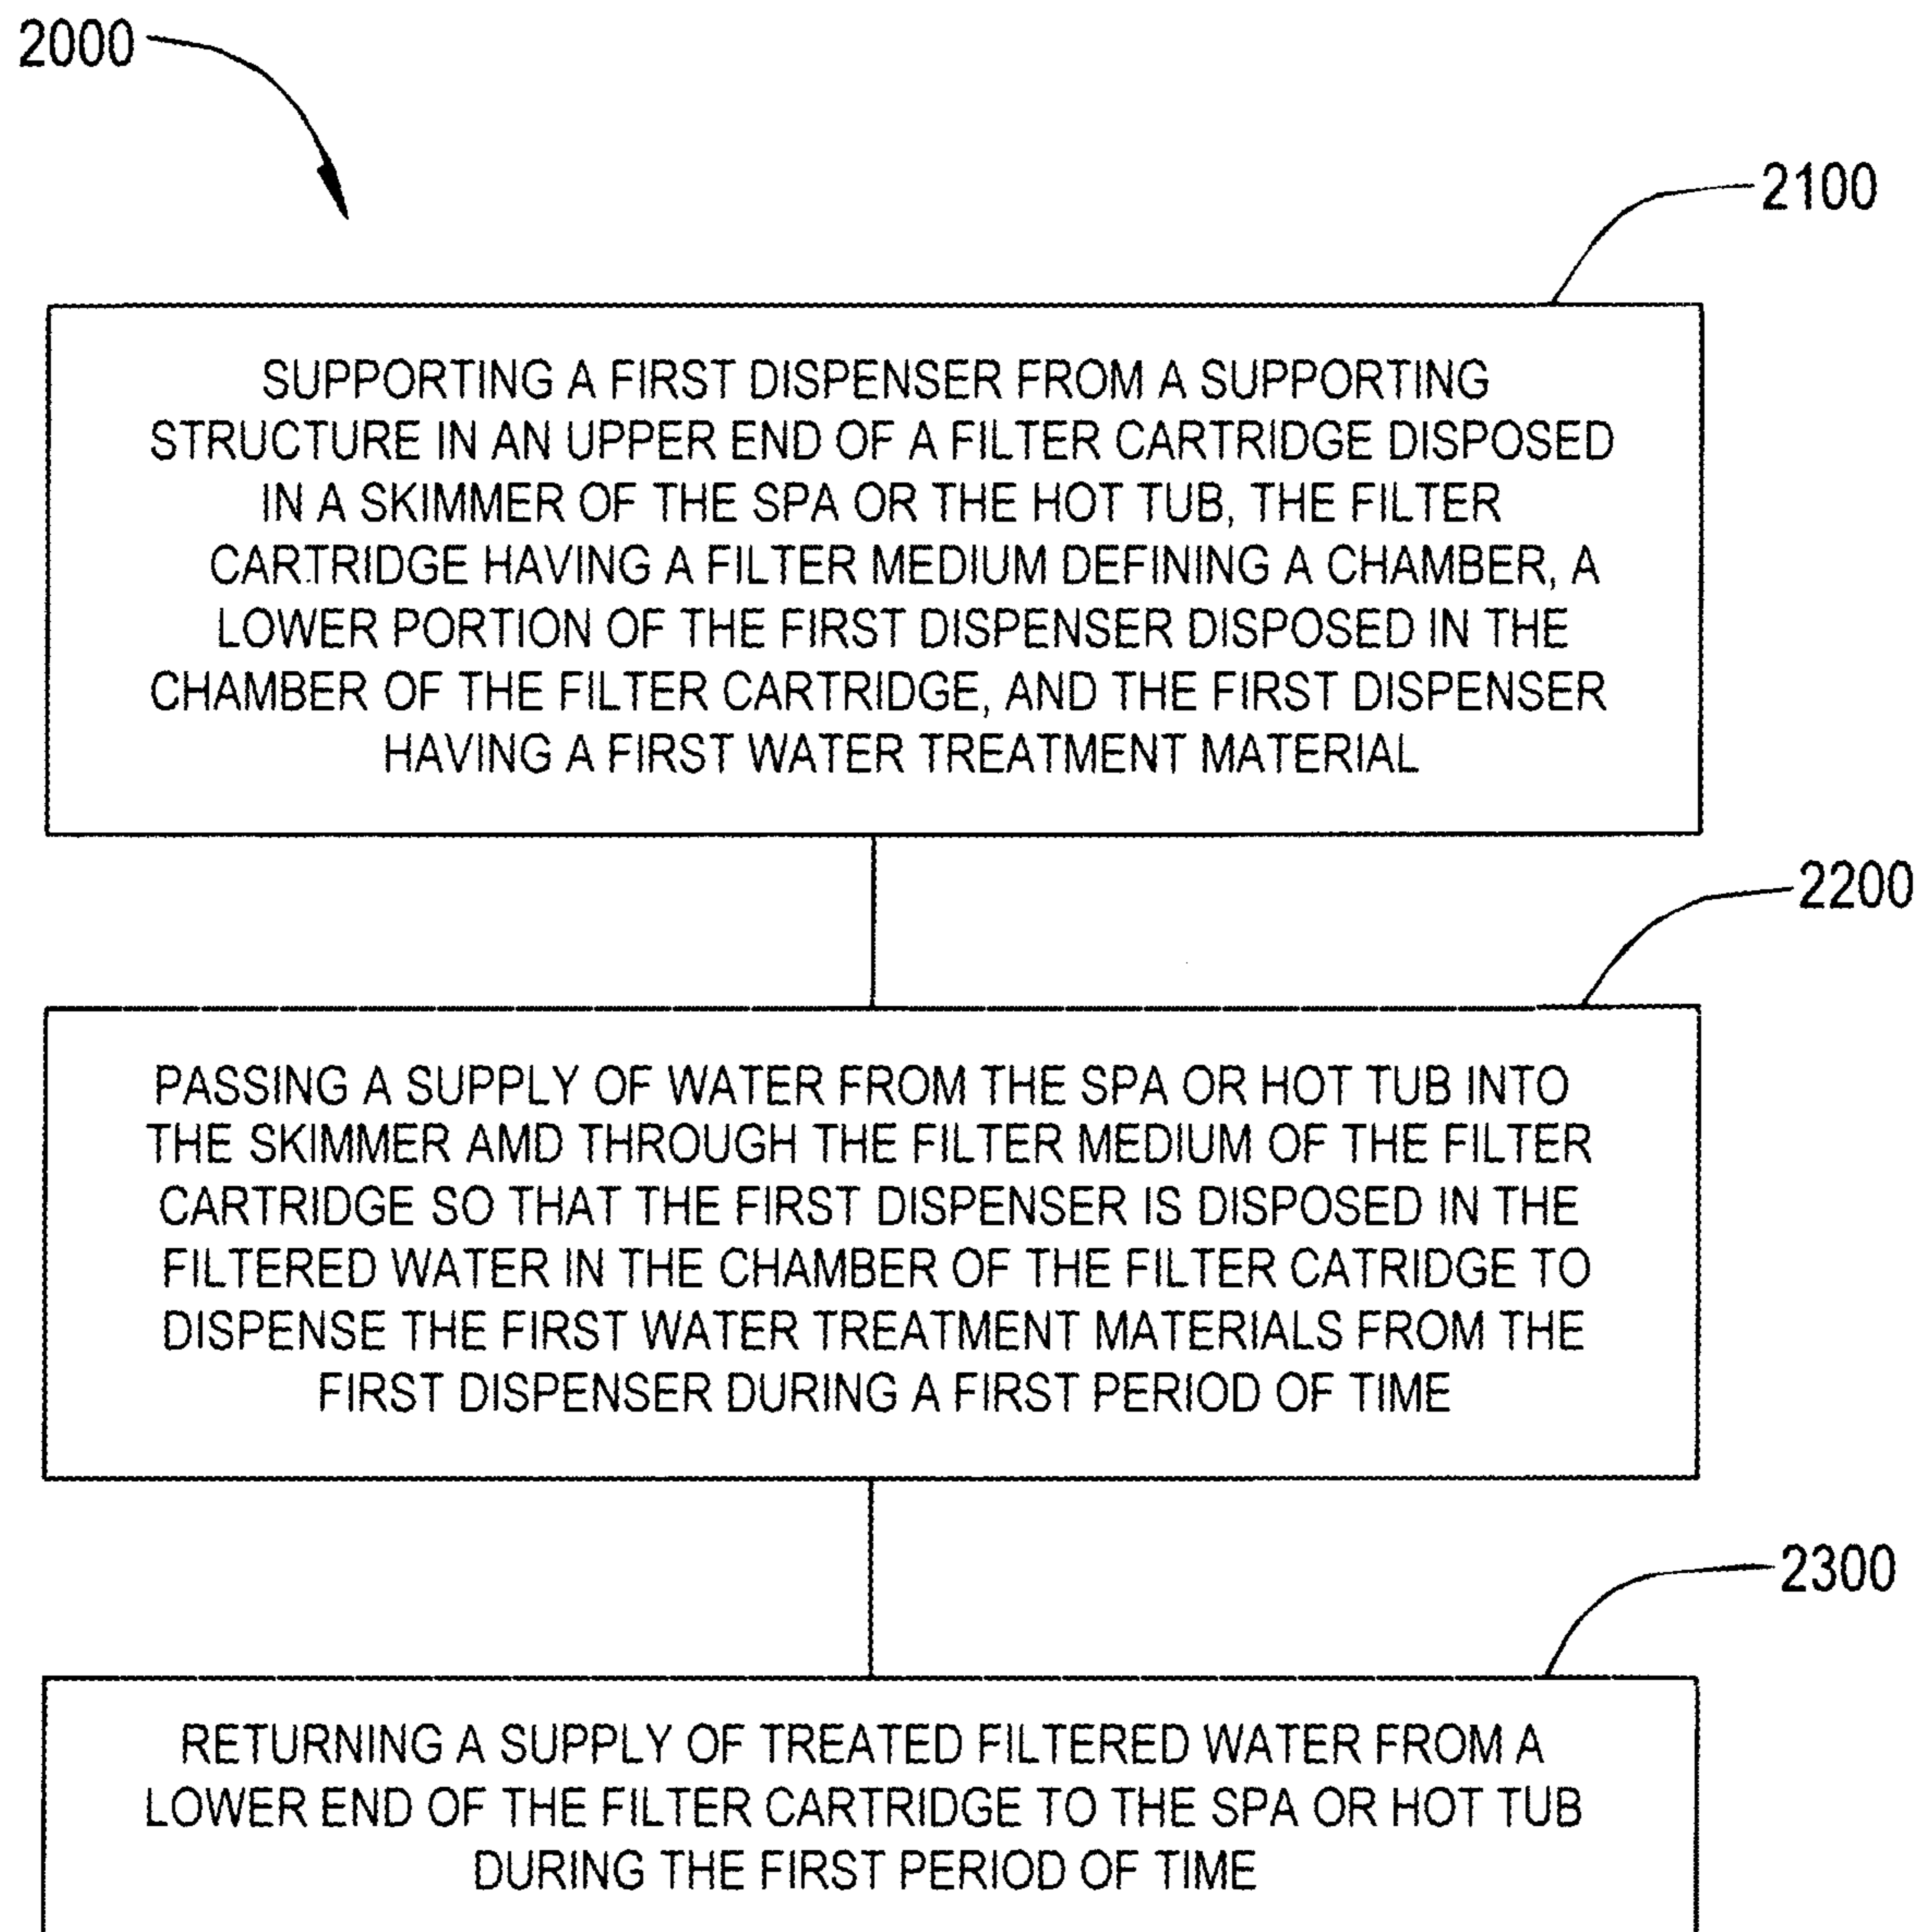 2000
2100
SUPPORTING A FIRST DISPENSER FROM A SUPPORTING
STRUCTURE IN AN UPPER END OF A FILTER CARTRIDGE DISPOSED
IN A SKIMMER OF THE SPA OR THE HOT TUB, THE FILTER
CARTRIDGE HAVING A FILTER MEDIUM DEFINING A CHAMBER, A
LOWER PORTION OF THE FIRST DISPENSER DISPOSED IN THE
CHAMBER OF THE FILTER CARTRIDGE, AND THE FIRST DISPENSER
HAVING A FIRST WATER TREATMENT MATERIAL
2200
PASSING A SUPPLY OF WATER FROM THE SPA OR HOT TUB INTO
THE SKIMMER AMD THROUGH THE FILTER MEDIUM OF THE FILTER
CARTRIDGE SO THAT THE FIRST DISPENSER IS DISPOSED IN THE
FILTERED WATER IN THE CHAMBER OF THE FILTER CATRIDGE TO
DISPENSE THE FIRST WATER TREATMENT MATERIALS FROM THE
FIRST DISPENSER DURING A FIRST PERIOD OF TIME
2300
RETURNING A SUPPLY OF TREATED FILTERED WATER FROM A
LOWER END OF THE FILTER CARTRIDGE TO THE SPA OR HOT TUB
DURING THE FIRST PERIOD OF TIME